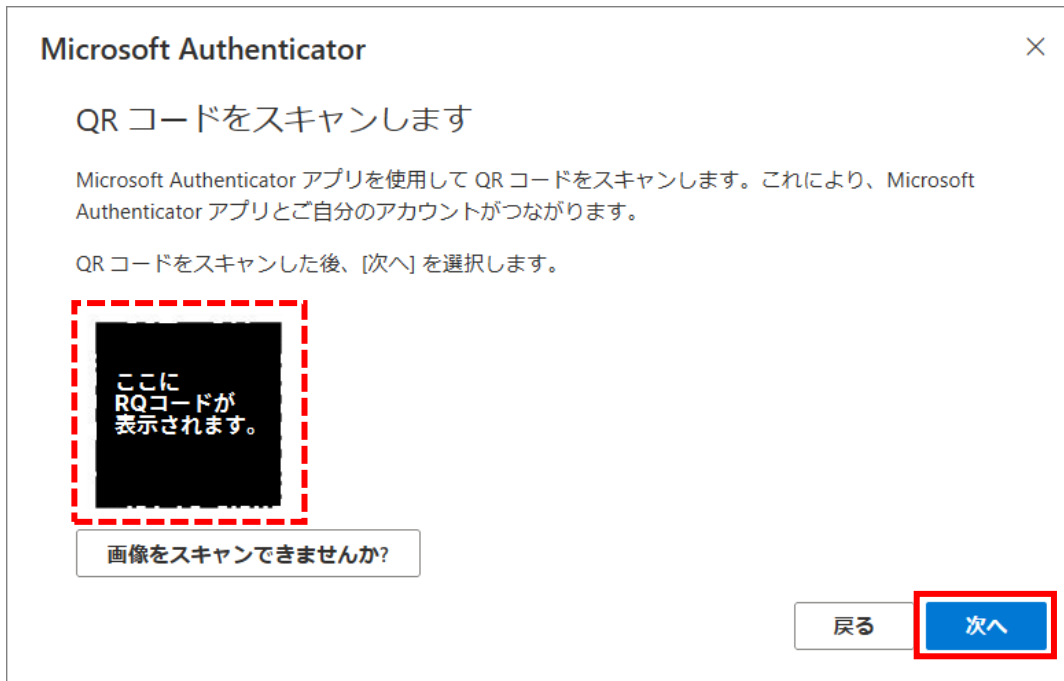 Microsoft Authenticator
QR コードをスキャンします
Microsoft Authenticator アプリを使用して QR コードをスキャンします。これにより、Microsoft
Authenticator アプリとご自分のアカウントがつながります。
QR コードをスキャンした後、[次へ] を選択します。
ここに
RQコードが
表示されます。
画像をスキャンできませんか?
戻る
次へ